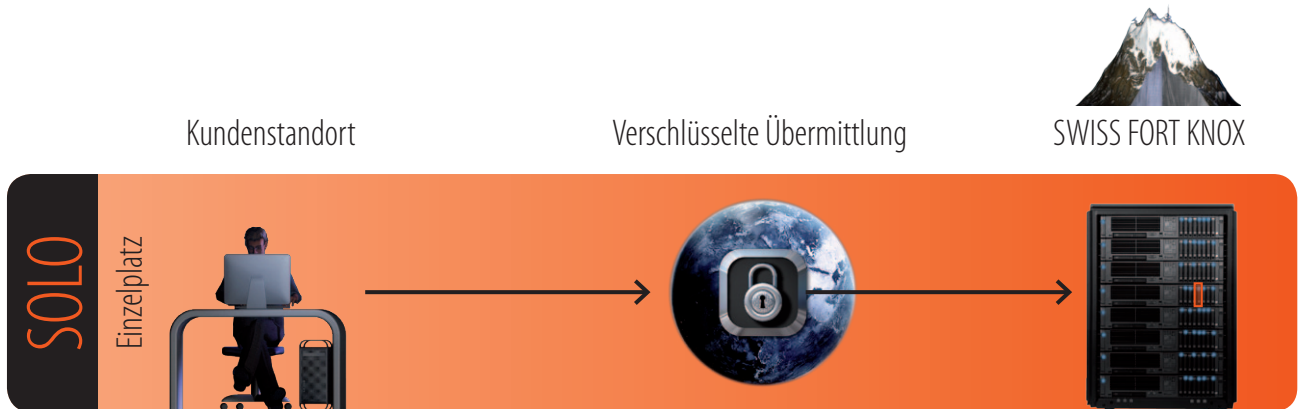 Kundenstandort
Verschlüsselte Übermittlung
SWISS FORT KNOX
SOLO
Einzelplatz